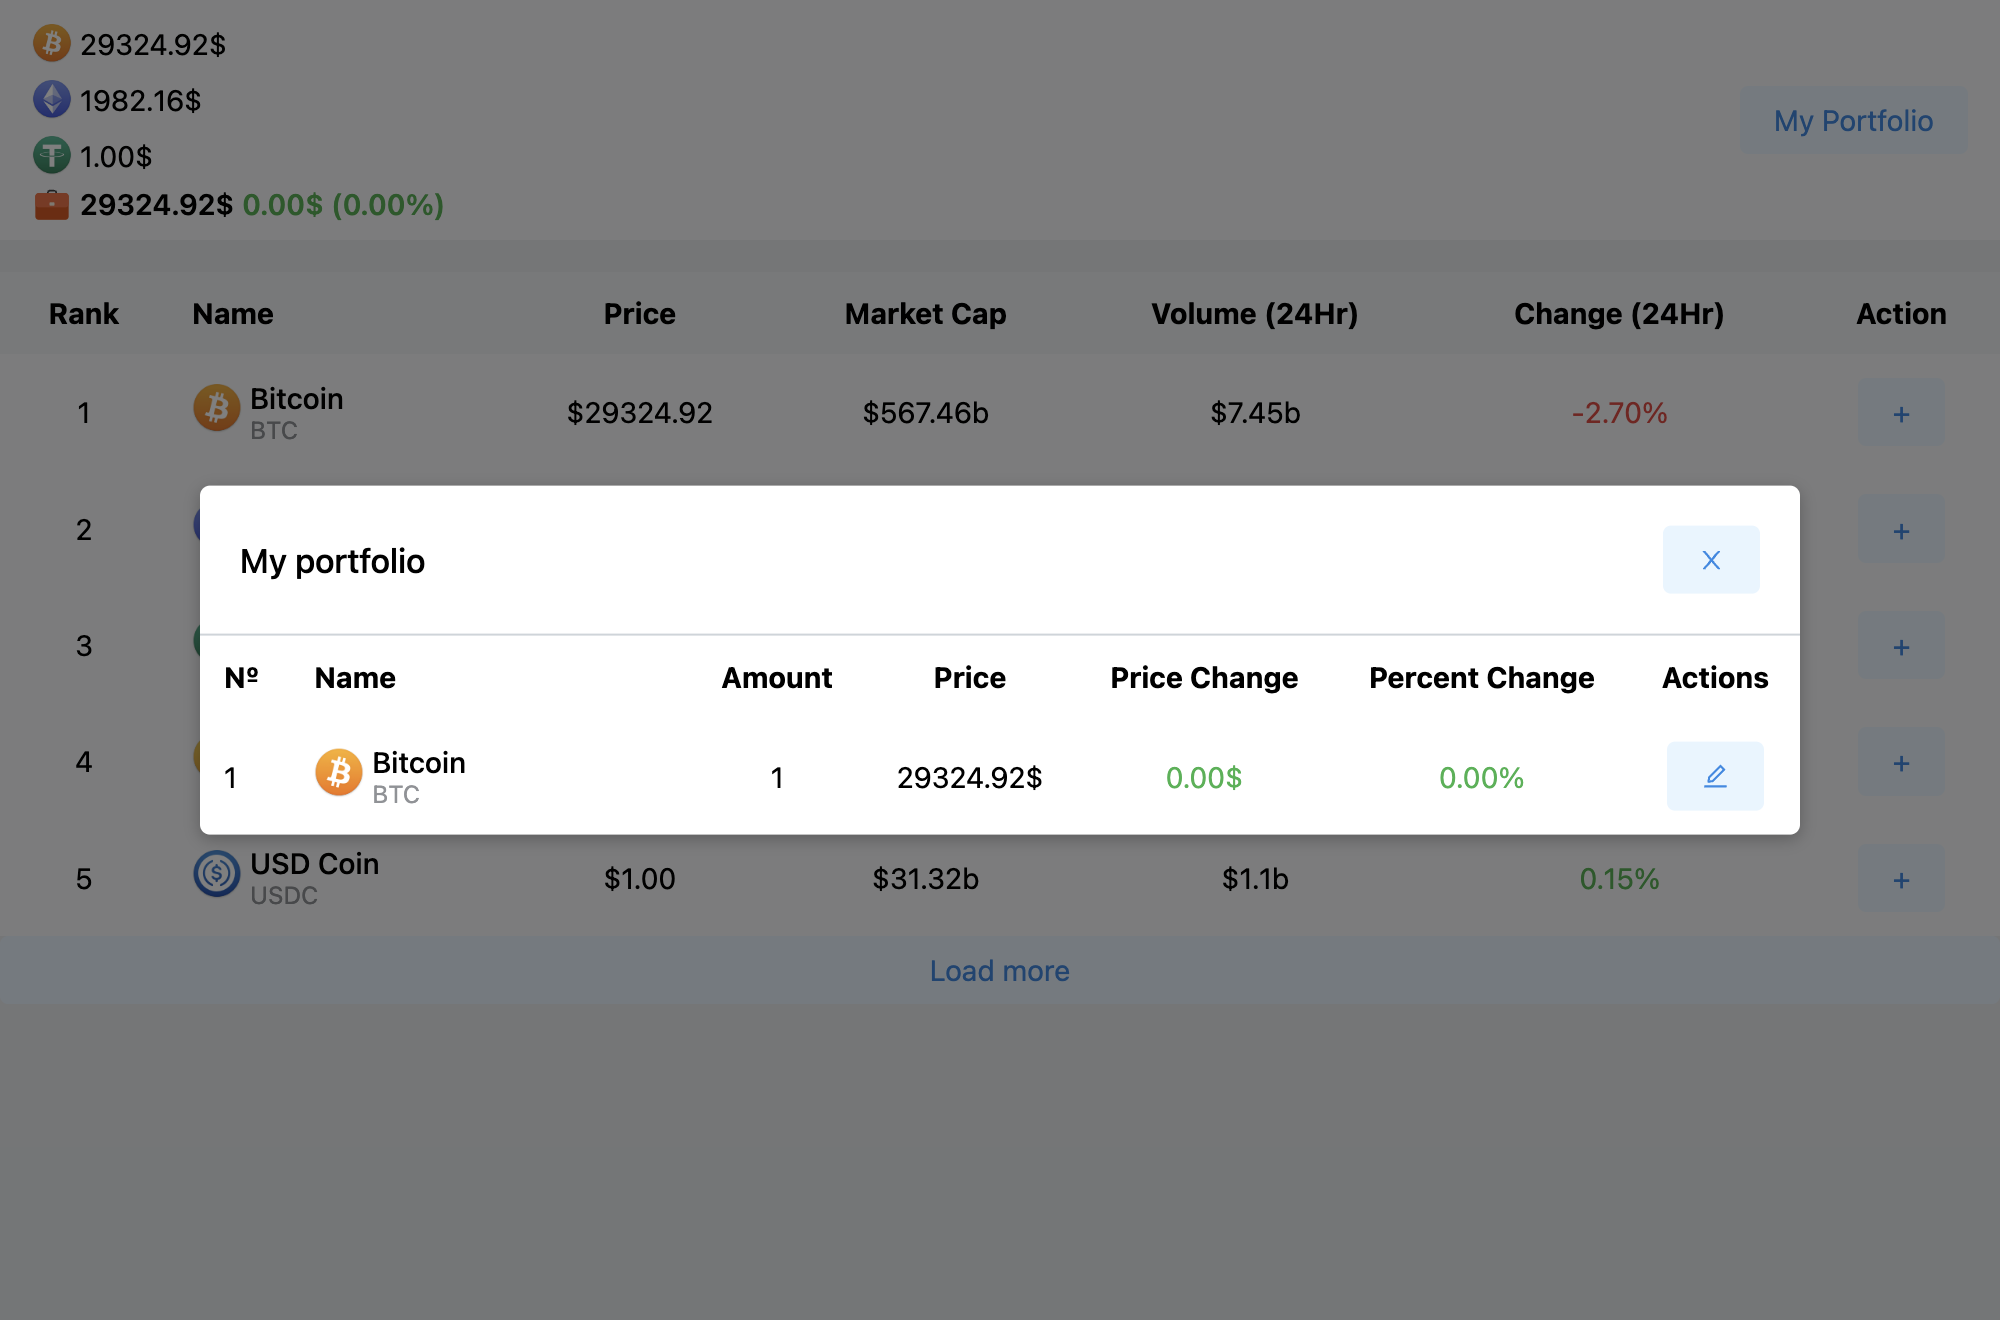 29324.92$
1982.16$
1.00$
29324.92$ 0.00$ (0.00%)
My Portfolio
Rank Name Price Market Cap Volume (24Hr) Change (24Hr) Action
1 Bitcoin $29324.92 $567.46b $7.45b -2.70% +
BTC
2 +
3 +
4 +
My portfolio X
Nº Name Amount Price Price Change Percent Change Actions
1 Bitcoin 1 29324.92$ 0.00$ 0.00%
BTC
5 USD Coin $1.00 $31.32b $1.1b 0.15% +
USDC
Load more